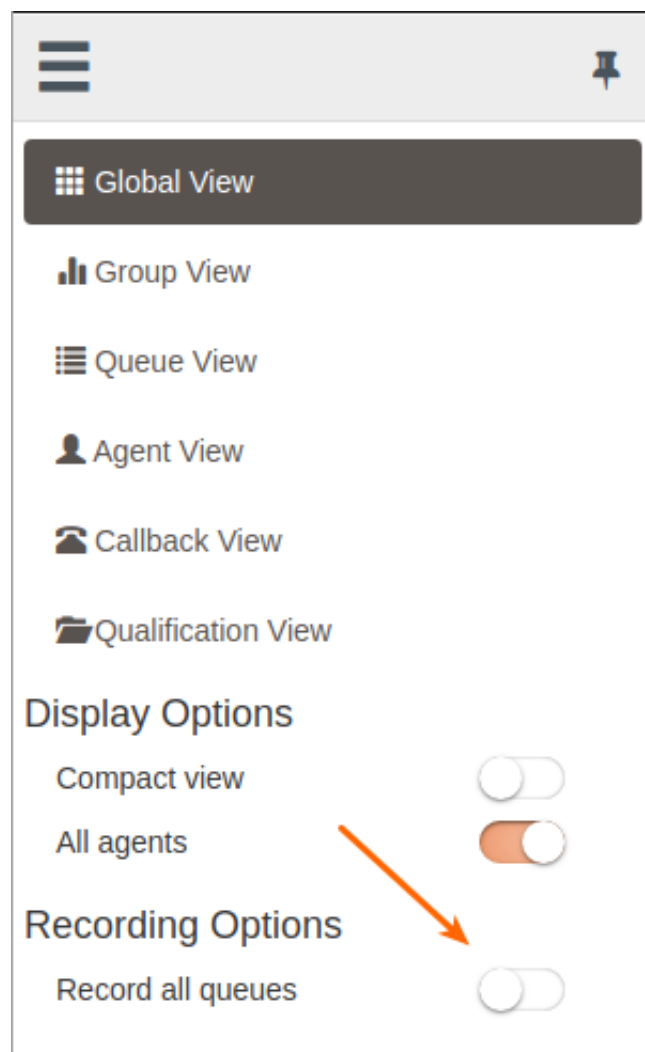 Global View
Group View
Queue View
Agent View
Callback View
Qualification View
Display Options
Compact view
All agents
Recording Options
Record all queues